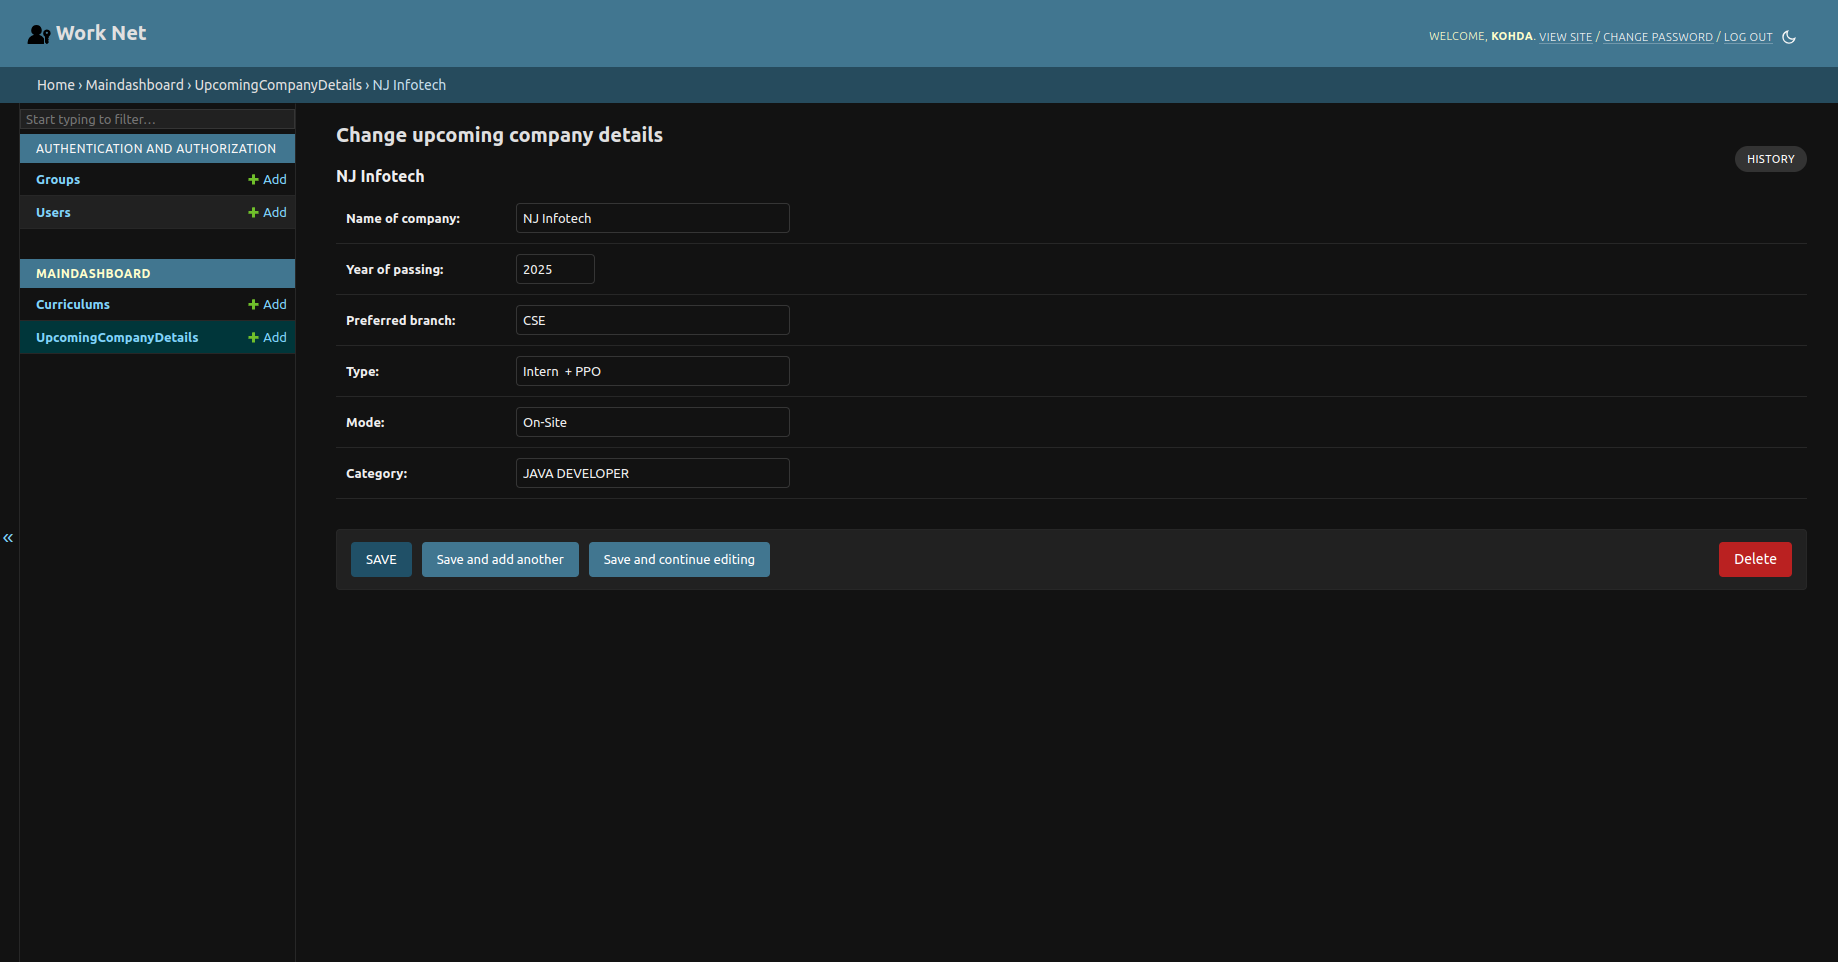 Work Net
WELCOME, KOHDA. VIEW SITE / CHANGE PASSWORD / LOG OUT
Home › Maindashboard › UpcomingCompanyDetails › NJ Infotech
Start typing to filter…
AUTHENTICATION AND AUTHORIZATION
Groups + Add
Users + Add
MAINDASHBOARD
Curriculums + Add
UpcomingCompanyDetails + Add
«
Change upcoming company details
HISTORY
NJ Infotech
Name of company: NJ Infotech
Year of passing: 2025
Preferred branch: CSE
Type: Intern  + PPO
Mode: On-Site
Category: JAVA DEVELOPER
SAVE Save and add another Save and continue editing Delete